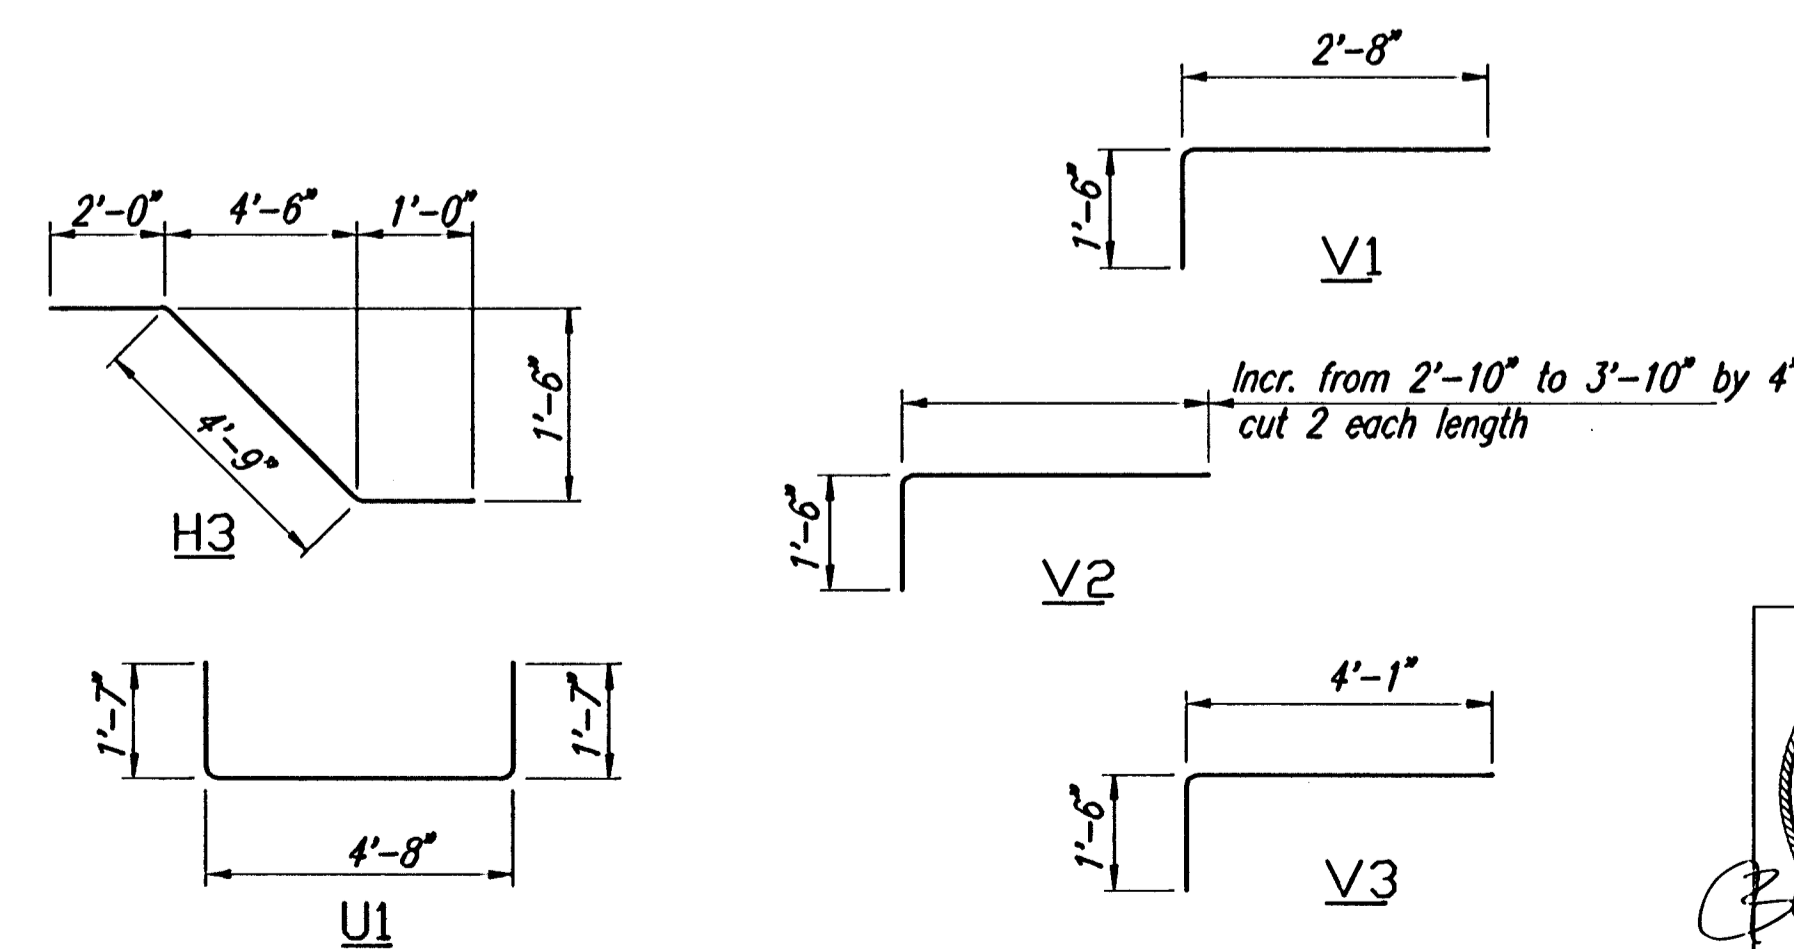 2'-0" 4'-6" 1'-0"
1'-6"
4'-9"
H3
1'-7" 1'-7"
4'-8"
U1
2'-8"
1'-6"
V1
Incr. from 2'-10" to 3'-10" by 4"
cut 2 each length
1'-6"
V2
4'-1"
1'-6"
V3